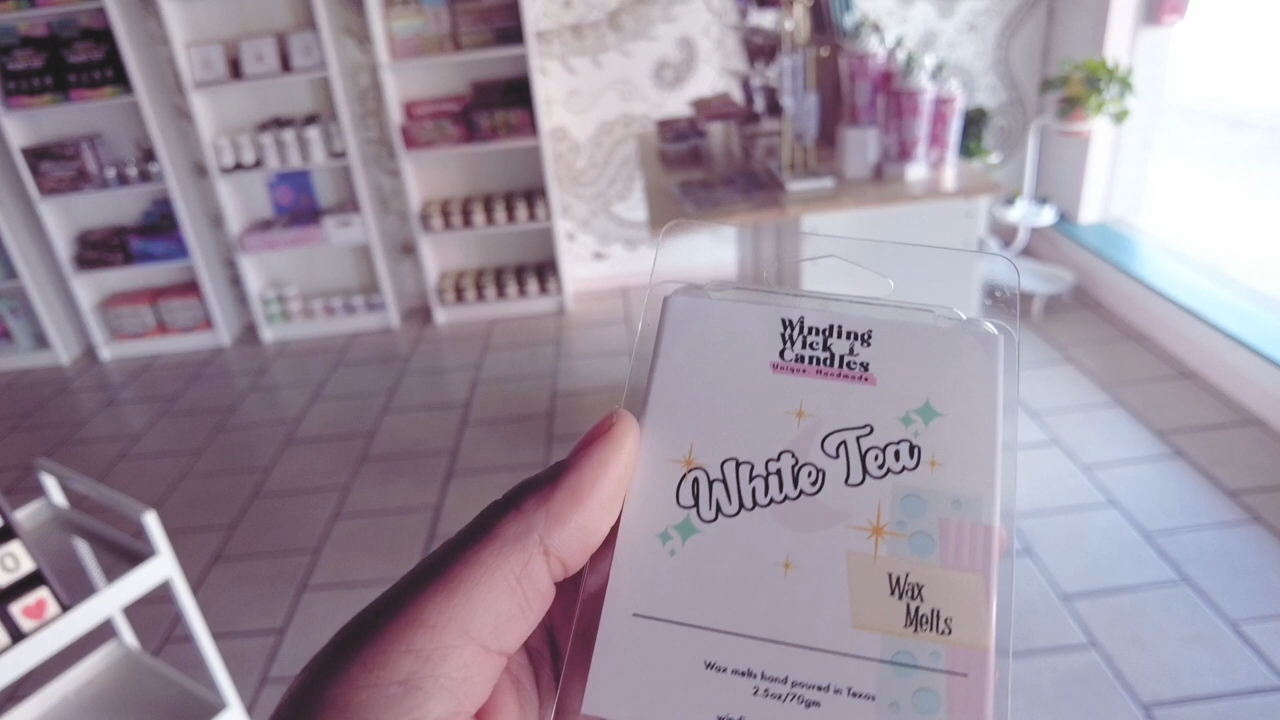 Winding
Wick
Candles
Unique. Handmade
White Tea
Wax
Melts
Wax melts hand poured in Texas
2.5oz/70gm